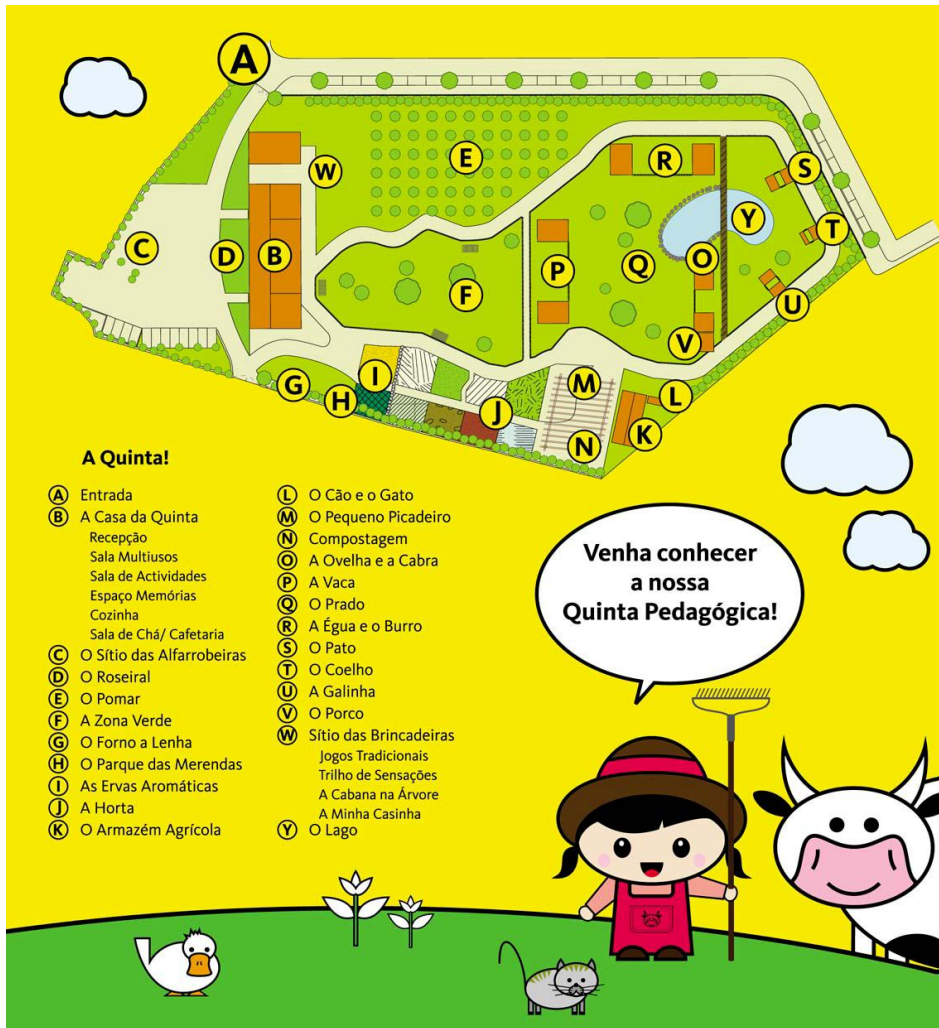 A
W
E
R
S
C
D
B
F
P
Q
O
Y
T
U
V
G
H
I
J
M
N
L
K
A Quinta!
A Entrada
B A Casa da Quinta
Recepção
Sala Multiusos
Sala de Actividades
Espaço Memórias
Cozinha
Sala de Chá/ Cafetaria
C O Sítio das Alfarrobeiras
D O Roseiral
E O Pomar
F A Zona Verde
G O Forno a Lenha
H O Parque das Merendas
I As Ervas Aromáticas
J A Horta
K O Armazém Agrícola
L O Cão e o Gato
M O Pequeno Picadeiro
N Compostagem
O A Ovelha e a Cabra
P A Vaca
Q O Prado
R A Égua e o Burro
S O Pato
T O Coelho
U A Galinha
V O Porco
W Sítio das Brincadeiras
Jogos Tradicionais
Trilho de Sensações
A Cabana na Árvore
A Minha Casinha
Y O Lago
Venha conhecer
a nossa
Quinta Pedagógica!